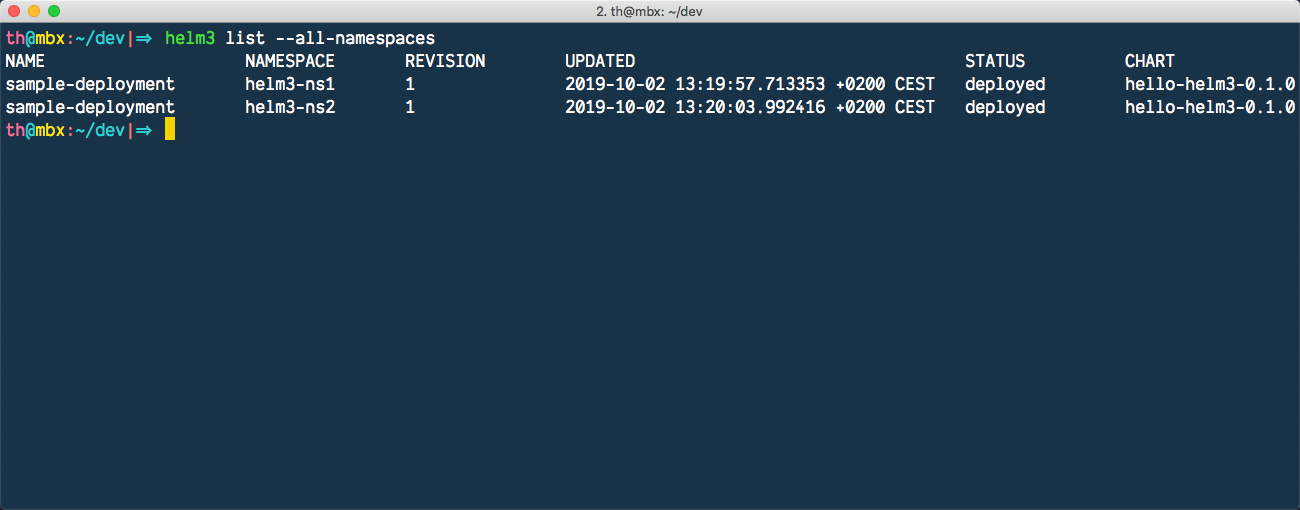 2. th@mbx: ~/dev
th@mbx:~/dev|⇒ helm3 list --all-namespaces
NAME NAMESPACE REVISION UPDATED STATUS CHART
sample-deployment helm3-ns1 1 2019-10-02 13:19:57.713353 +0200 CEST deployed hello-helm3-0.1.0
sample-deployment helm3-ns2 1 2019-10-02 13:20:03.992416 +0200 CEST deployed hello-helm3-0.1.0
th@mbx:~/dev|⇒